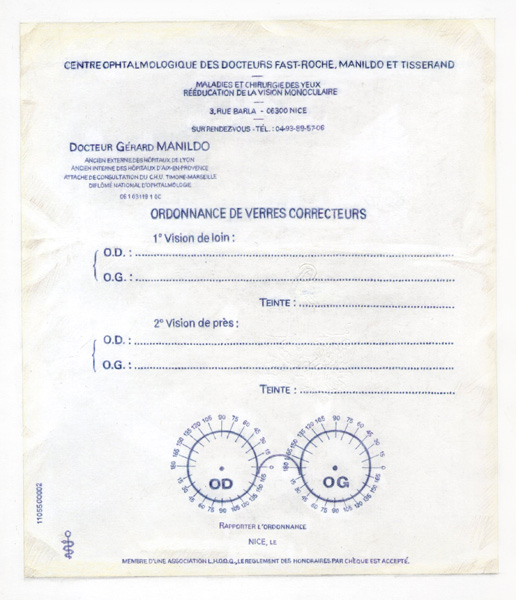 CENTRE OPHTALMOLOGIQUE DES DOCTEURS FAST-ROCHE, MANILDO ET TISSERAND
MALADIES ET CHIRURGIE DES YEUX
RÉÉDUCATION DE LA VISION MONOCULAIRE
3, RUE BARLA - 06300 NICE
SUR RENDEZ-VOUS - TÉL. : 04-93-89-57-06
DOCTEUR GÉRARD MANILDO
ANCIEN EXTERNE DES HÔPITAUX DE LYON
ANCIEN INTERNE DES HÔPITAUX D'AIX-EN-PROVENCE
ATTACHÉ DE CONSULTATION DU C.H.U. TIMONE-MARSEILLE
DIPLÔMÉ NATIONAL D'OPHTALMOLOGIE
ORDONNANCE DE VERRES CORRECTEURS
1° Vision de loin :
O.D. :
O.G. :
TEINTE :
2° Vision de près :
O.D. :
O.G. :
TEINTE :
OD OG
RAPPORTER L'ORDONNANCE
NICE, LE
1105500002
MEMBRE D'UNE ASSOCIATION L.H.O.O.Q., LE RÈGLEMENT DES HONORAIRES PAR CHÈQUE EST ACCEPTÉ.